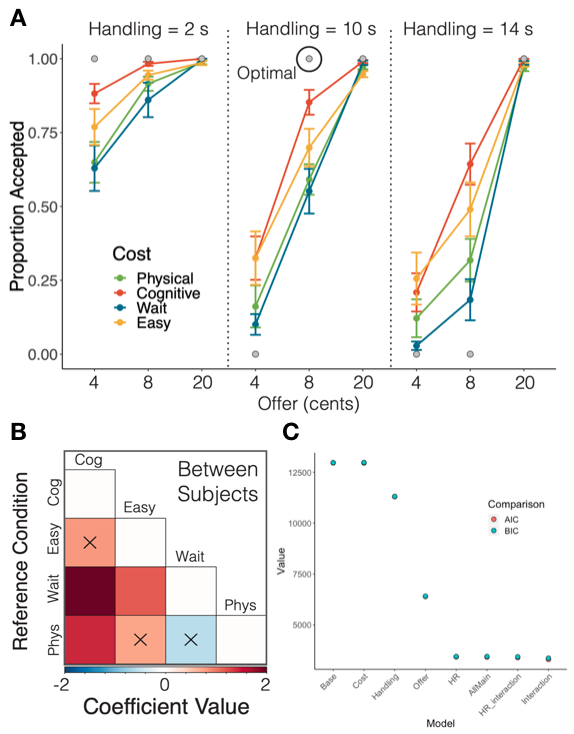 A
Handling = 2 s
Handling = 10 s
Handling = 14 s
Proportion Accepted
1.00
0.75
0.50
0.25
0.00
Optimal
Cost
Physical
Cognitive
Wait
Easy
4 8 20
4 8 20
4 8 20
Offer (cents)
B
Between
Subjects
Reference Condition
Cog
Easy
Wait
Phys
Cog
Easy
Wait
Phys
-2 0 2
Coefficient Value
C
Value
12500
10000
7500
5000
Comparison
AIC
BIC
Base
Cost
Handling
Offer
HR
AllMain
HR_interaction
Interaction
Model